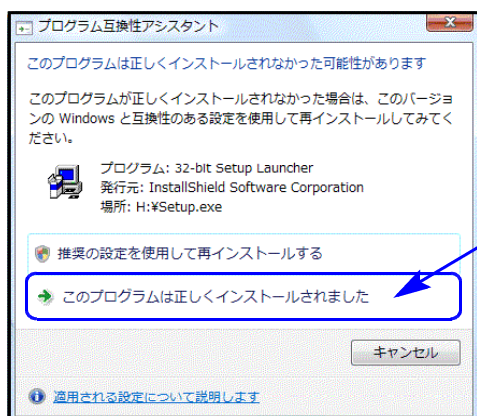 プログラム互換性アシスタント
このプログラムは正しくインストールされなかった可能性があります
このプログラムが正しくインストールされなかった場合は、このバージョ
ンの Windows と互換性のある設定を使用して再インストールしてみてく
ださい。
プログラム: 32-bit Setup Launcher
発行元: InstallShield Software Corporation
場所: H:¥Setup.exe
推奨の設定を使用して再インストールする
このプログラムは正しくインストールされました
キャンセル
適用される設定について説明します